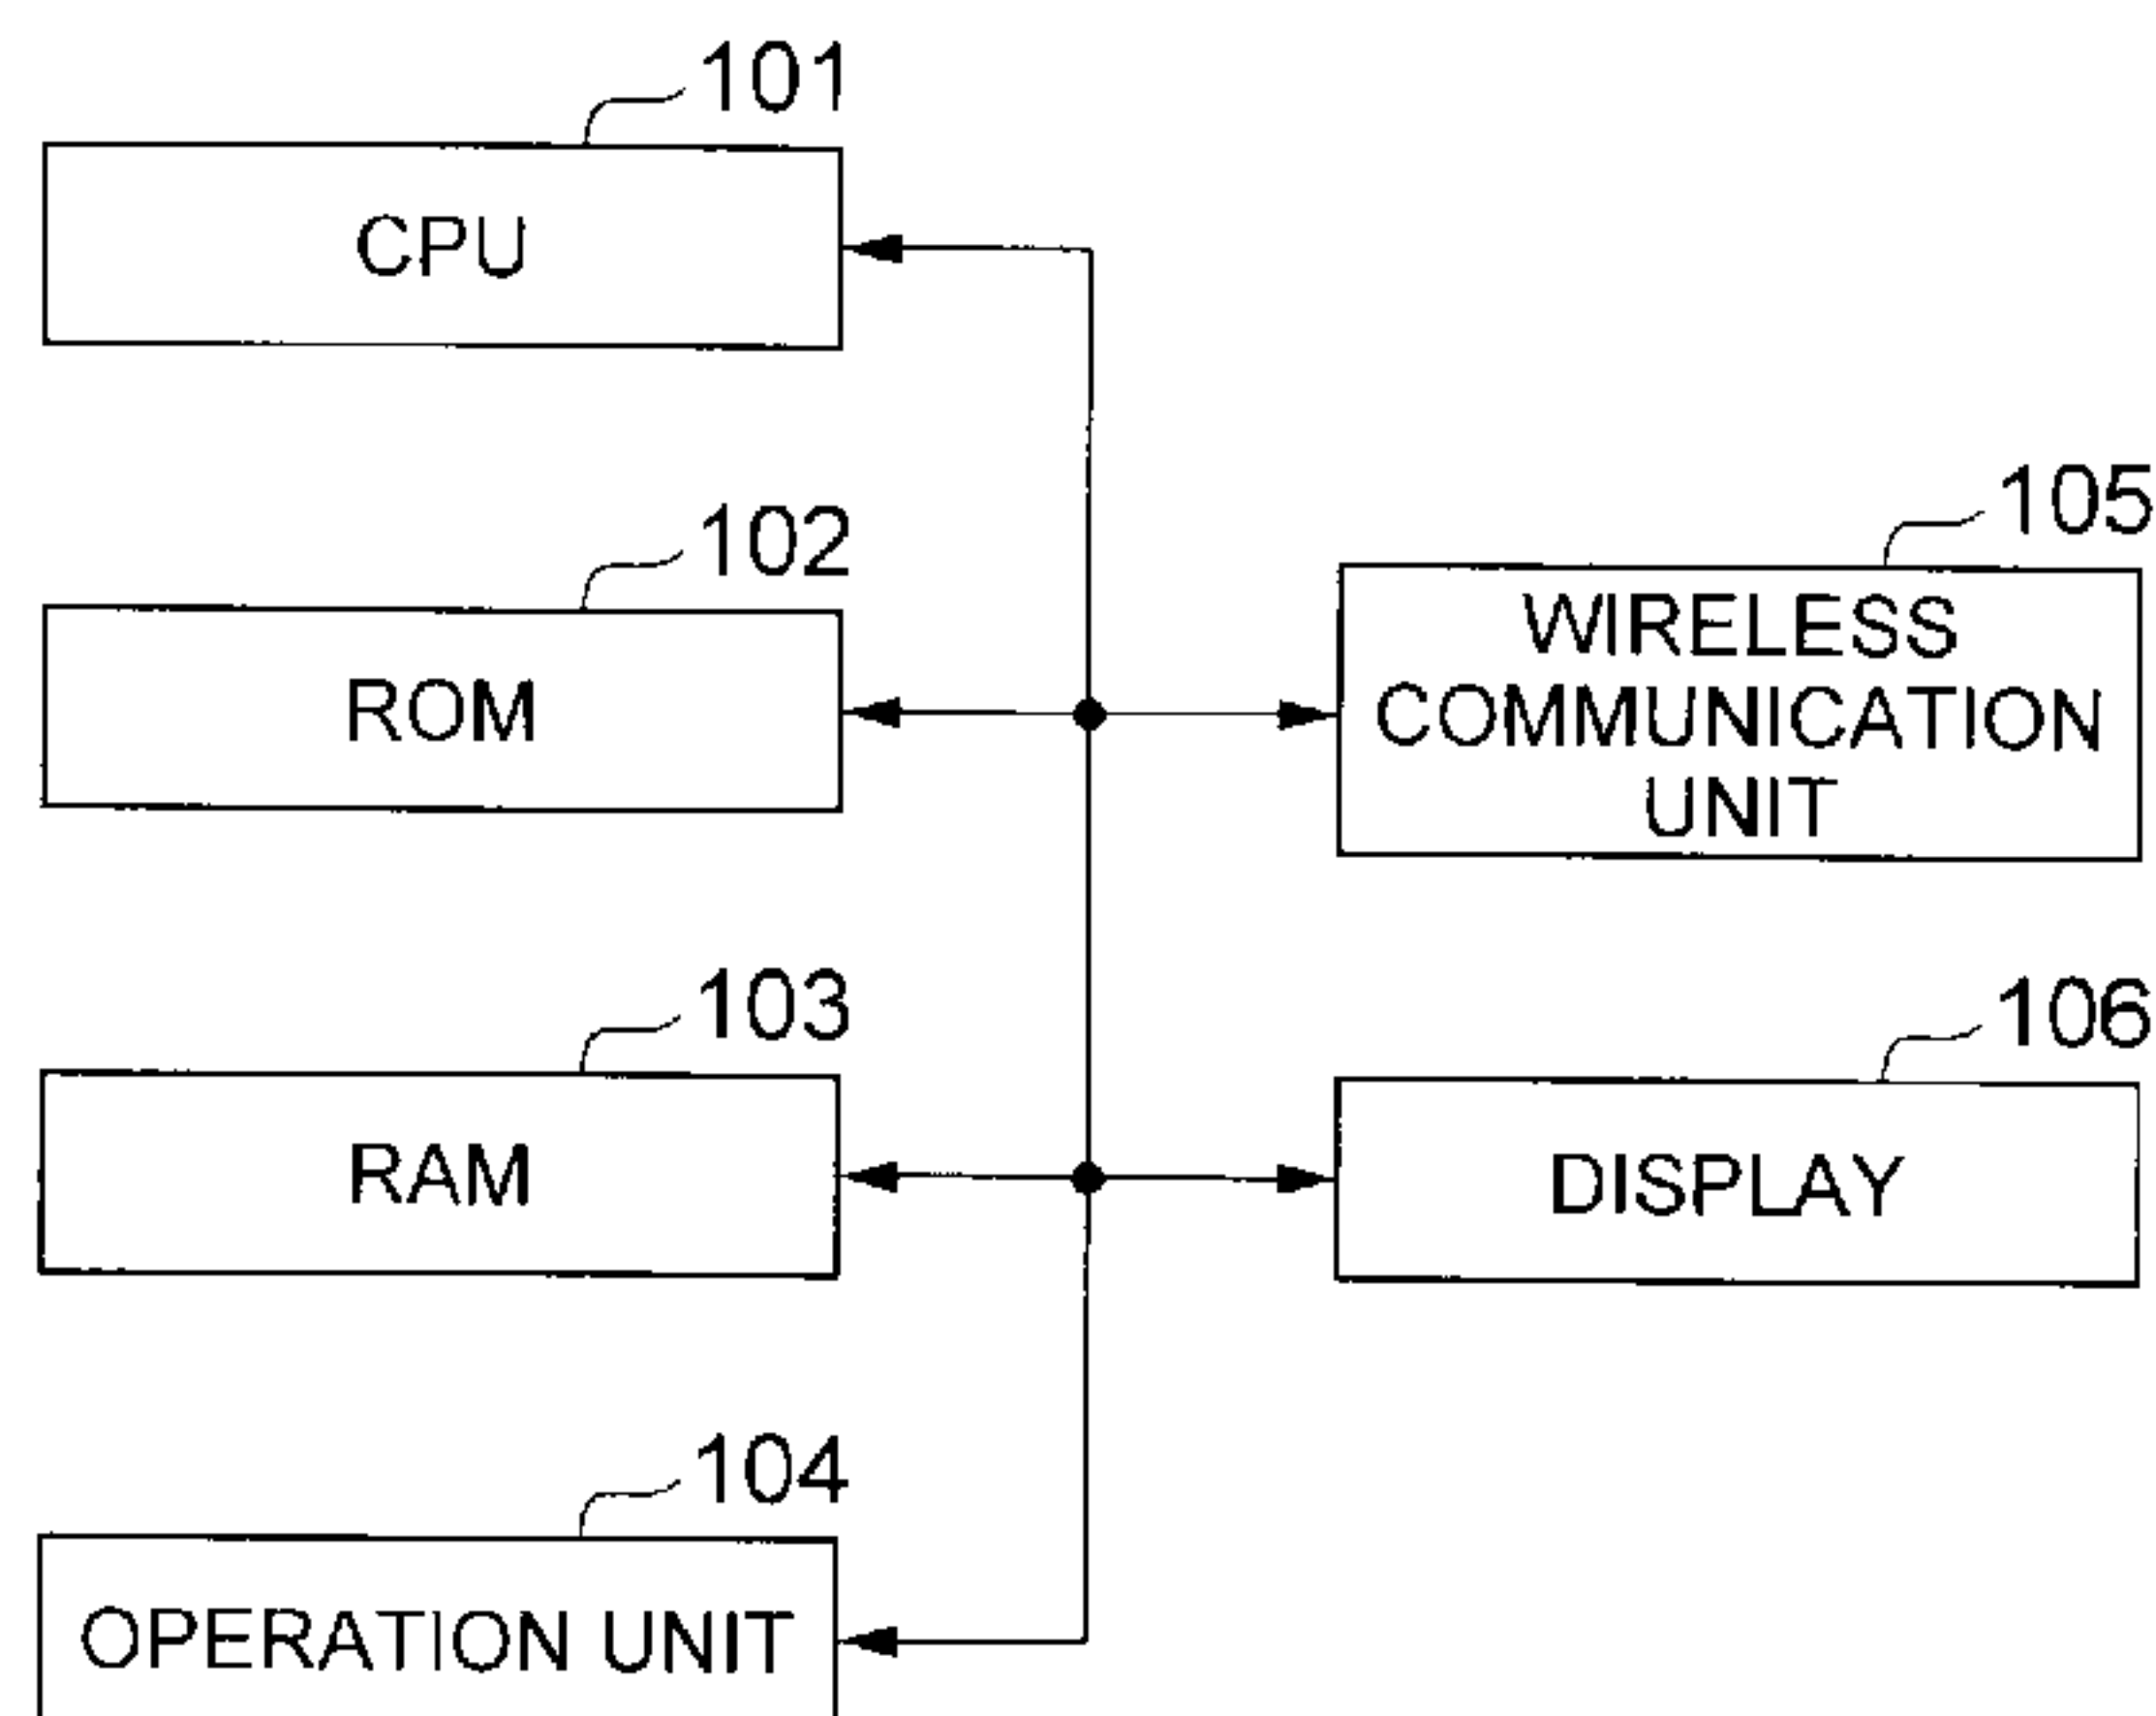 101
CPU
102
ROM
103
RAM
104
OPERATION UNIT
105
WIRELESS
COMMUNICATION
UNIT
106
DISPLAY